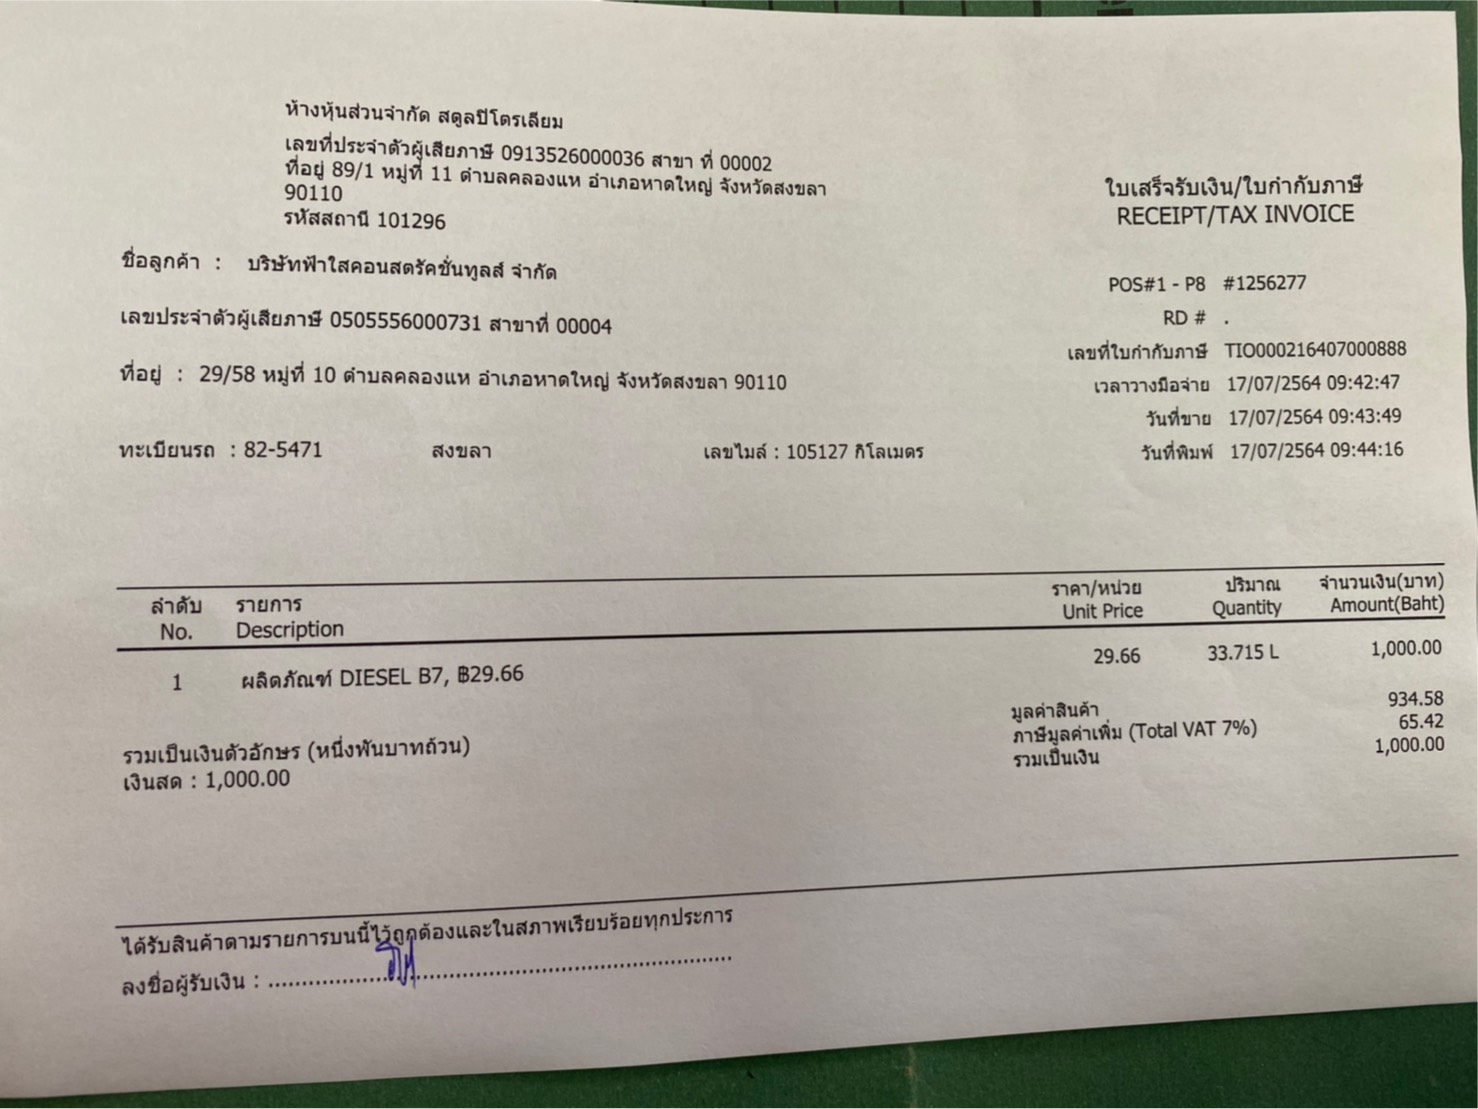 ห้างหุ้นส่วนจำกัด สตูลปิโตรเลียม
เลขที่ประจำตัวผู้เสียภาษี 0913526000036 สาขา ที่ 00002
ที่อยู่ 89/1 หมู่ที่ 11 ตำบลคลองแห อำเภอหาดใหญ่ จังหวัดสงขลา
90110
รหัสสถานี 101296
ใบเสร็จรับเงิน/ใบกำกับภาษี
RECEIPT/TAX INVOICE
ชื่อลูกค้า : บริษัทฟ้าใสคอนสตรัคชั่นทูลส์ จำกัด
เลขประจำตัวผู้เสียภาษี 0505556000731 สาขาที่ 00004
ที่อยู่ : 29/58 หมู่ที่ 10 ตำบลคลองแห อำเภอหาดใหญ่ จังหวัดสงขลา 90110
ทะเบียนรถ : 82-5471 สงขลา เลขไมล์ : 105127 กิโลเมตร
POS#1 - P8 #1256277
RD # .
เลขที่ใบกำกับภาษี TIO000216407000888
เวลาวางมือจ่าย 17/07/2564 09:42:47
วันที่ขาย 17/07/2564 09:43:49
วันที่พิมพ์ 17/07/2564 09:44:16
ลำดับ รายการ ราคา/หน่วย ปริมาณ จำนวนเงิน(บาท)
No. Description Unit Price Quantity Amount(Baht)
1 ผลิตภัณฑ์ DIESEL B7, ฿29.66 29.66 33.715 L 1,000.00
มูลค่าสินค้า 934.58
ภาษีมูลค่าเพิ่ม (Total VAT 7%) 65.42
รวมเป็นเงิน 1,000.00
รวมเป็นเงินตัวอักษร (หนึ่งพันบาทถ้วน)
เงินสด : 1,000.00
ได้รับสินค้าตามรายการบนนี้ไว้ถูกต้องและในสภาพเรียบร้อยทุกประการ
ลงชื่อผู้รับเงิน :